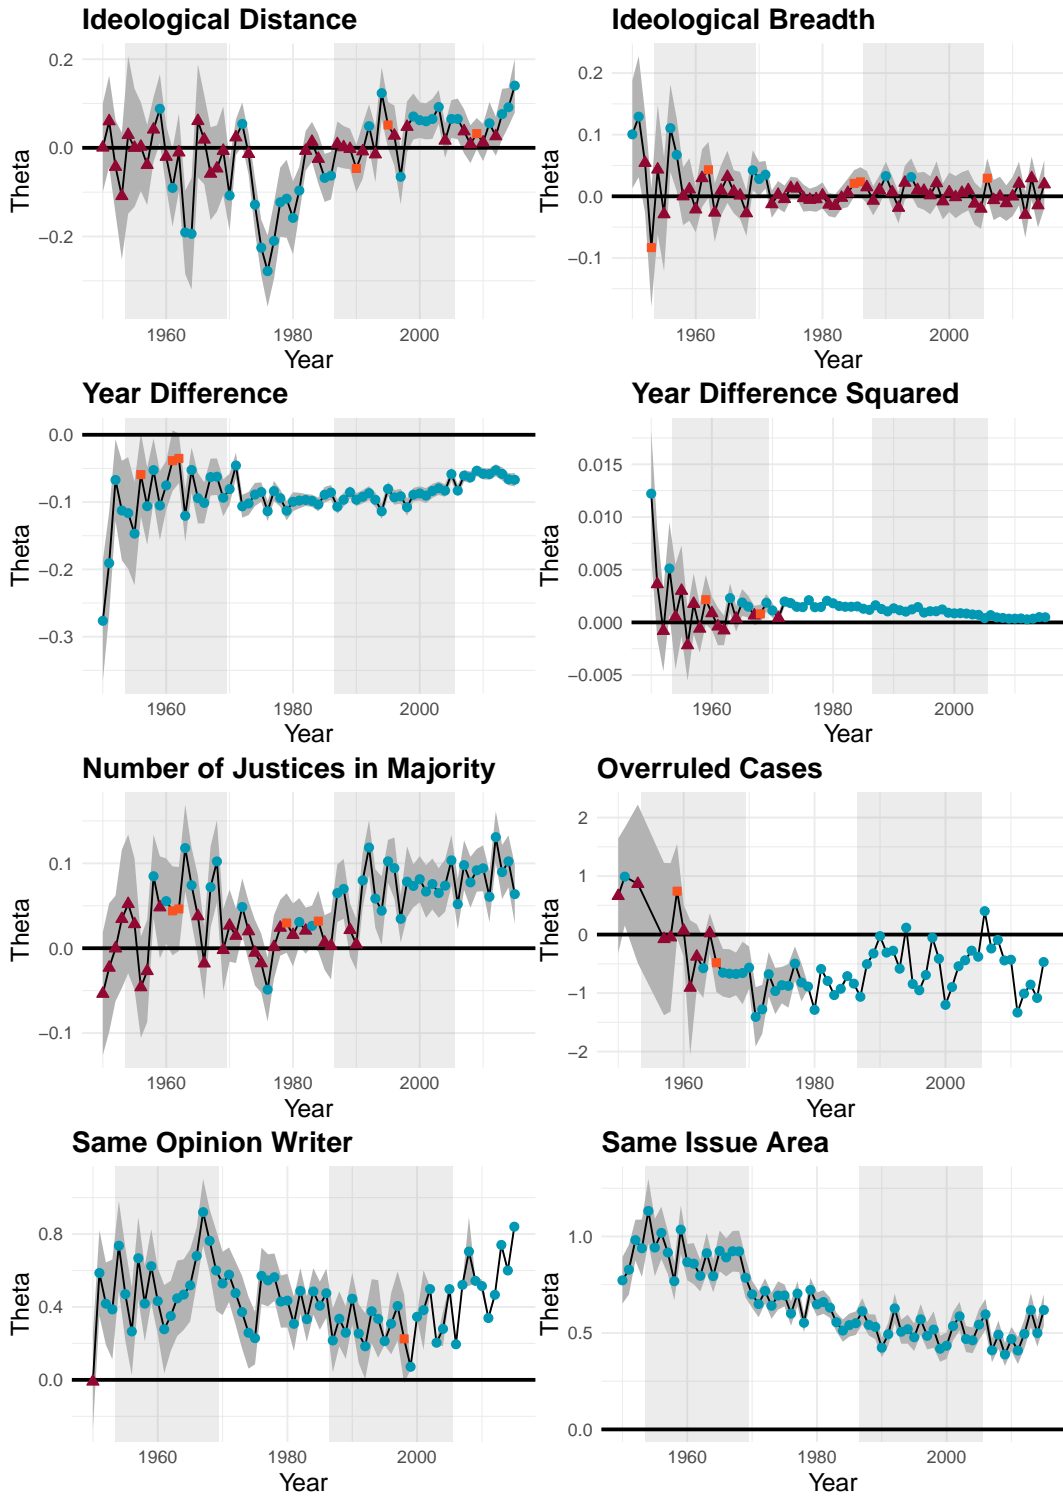 Ideological Distance
Theta
0.2
0.0
−0.2
1960
1980
2000
Year
Ideological Breadth
Theta
0.2
0.1
0.0
−0.1
1960
1980
2000
Year
Year Difference
Theta
0.0
−0.1
−0.2
−0.3
1960
1980
2000
Year
Year Difference Squared
Theta
0.015
0.010
0.005
0.000
−0.005
1960
1980
2000
Year
Number of Justices in Majority
Theta
0.1
0.0
−0.1
1960
1980
2000
Year
Overruled Cases
Theta
2
1
0
−1
−2
1960
1980
2000
Year
Same Opinion Writer
Theta
0.8
0.4
0.0
1960
1980
2000
Year
Same Issue Area
Theta
1.0
0.5
0.0
1960
1980
2000
Year